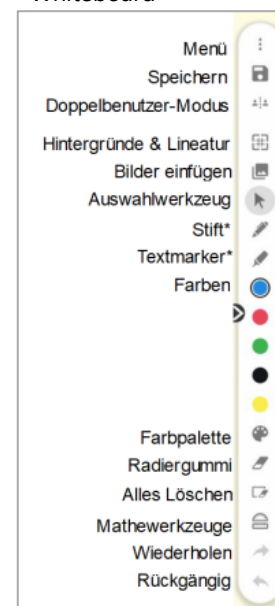 Whiteboard
Menü
Speichern
Doppelbenutzer-Modus
Hintergründe & Lineatur
Bilder einfügen
Auswahlwerkzeug
Stift*
Textmarker*
Farben
Farbpalette
Radiergummi
Alles Löschen
Mathewerkzeuge
Wiederholen
Rückgängig